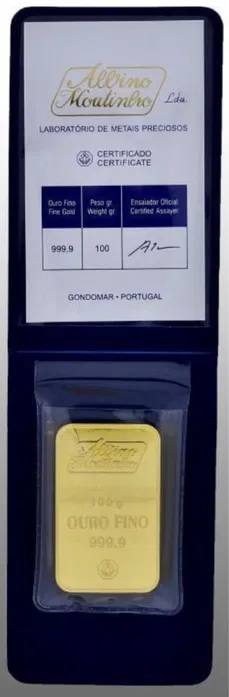 Albino
Moutinho Lda.
LABORATÓRIO DE METAIS PRECIOSOS
CERTIFICADO
CERTIFICATE
Ouro Fino Peso gr. Ensaiador Oficial
Fine Gold Weight gr. Certified Assayer
999.9 100
GONDOMAR • PORTUGAL
Albino
Moutinho
100 g
OURO FINO
999.9